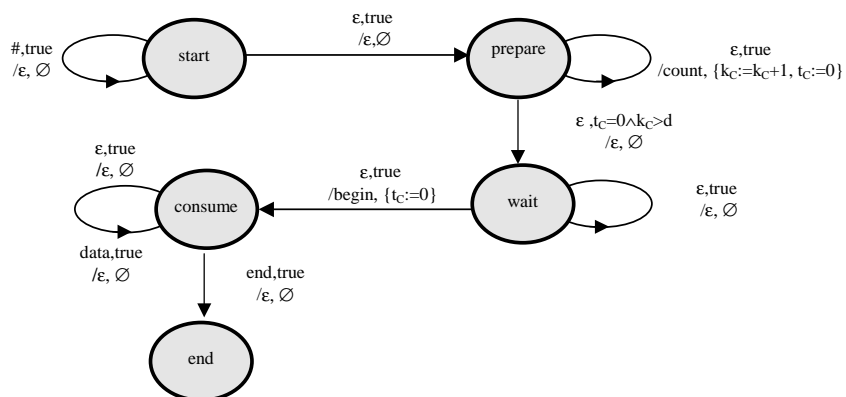 ε,true
/ε,∅
#,true
/ε, ∅
start
prepare
ε,true
/count, {k_C:=k_C+1, t_C:=0}
ε ,t_C=0∧k_C>d
/ε, ∅
ε,true
/ε, ∅
ε,true
/begin, {t_C:=0}
ε,true
/ε, ∅
consume
wait
data,true
/ε, ∅
end,true
/ε, ∅
end